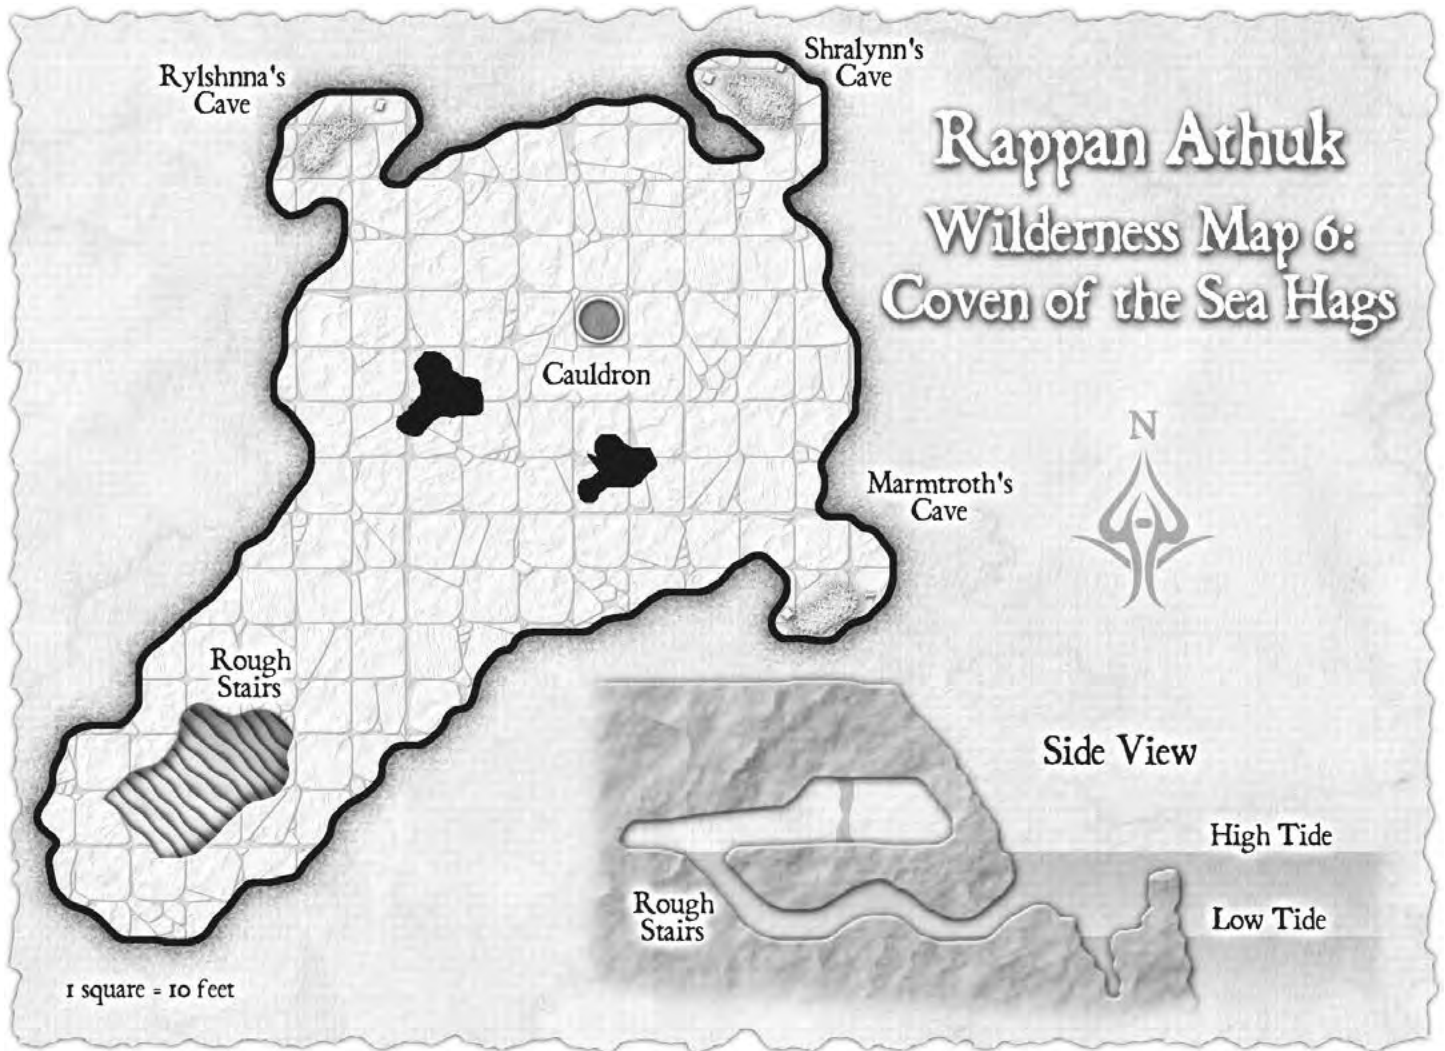 Rylshnna's
Cave
Shralynn's
Cave
Rappan Athuk
Wilderness Map 6:
Coven of the Sea Hags
Cauldron
N
Marmtroth's
Cave
Rough
Stairs
Side View
High Tide
Rough
Stairs
Low Tide
1 square = 10 feet